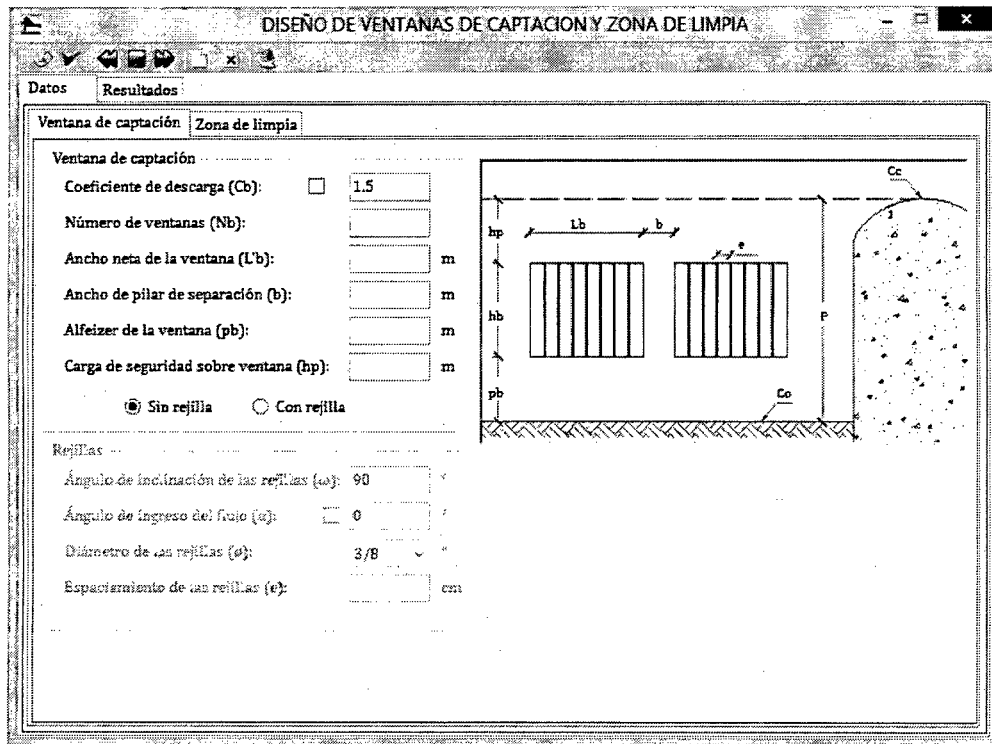 DISEÑO DE VENTANAS DE CAPTACION Y ZONA DE LIMPIA
Datos Resultados
Ventana de captación Zona de limpia
Ventana de captación
Coeficiente de descarga (Cb): 1.5
Número de ventanas (Nb):
Ancho neta de la ventana (L'b): m
Ancho de pilar de separación (b): m
Alfeizer de la ventana (pb): m
Carga de seguridad sobre ventana (hp): m
Sin rejilla Con rejilla
Rejillas
Ángulo de inclinación de las rejillas (ω): 90 °
Ángulo de ingreso del flujo (α): 0 °
Diámetro de las rejillas (ø): 3/8 "
Espaciamiento de las rejillas (e): cm
Cc
hp Lb b
e
hb P
pb Co